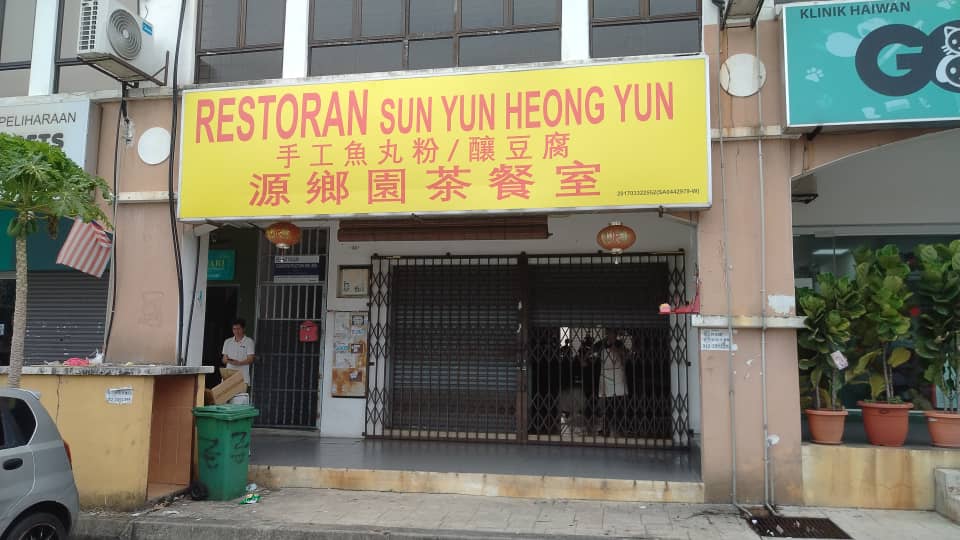 RESTORAN SUN YUN HEONG YUN
手工魚丸粉/釀豆腐
源鄉園茶餐室
PELIHARAAN
KLINIK HAIWAN